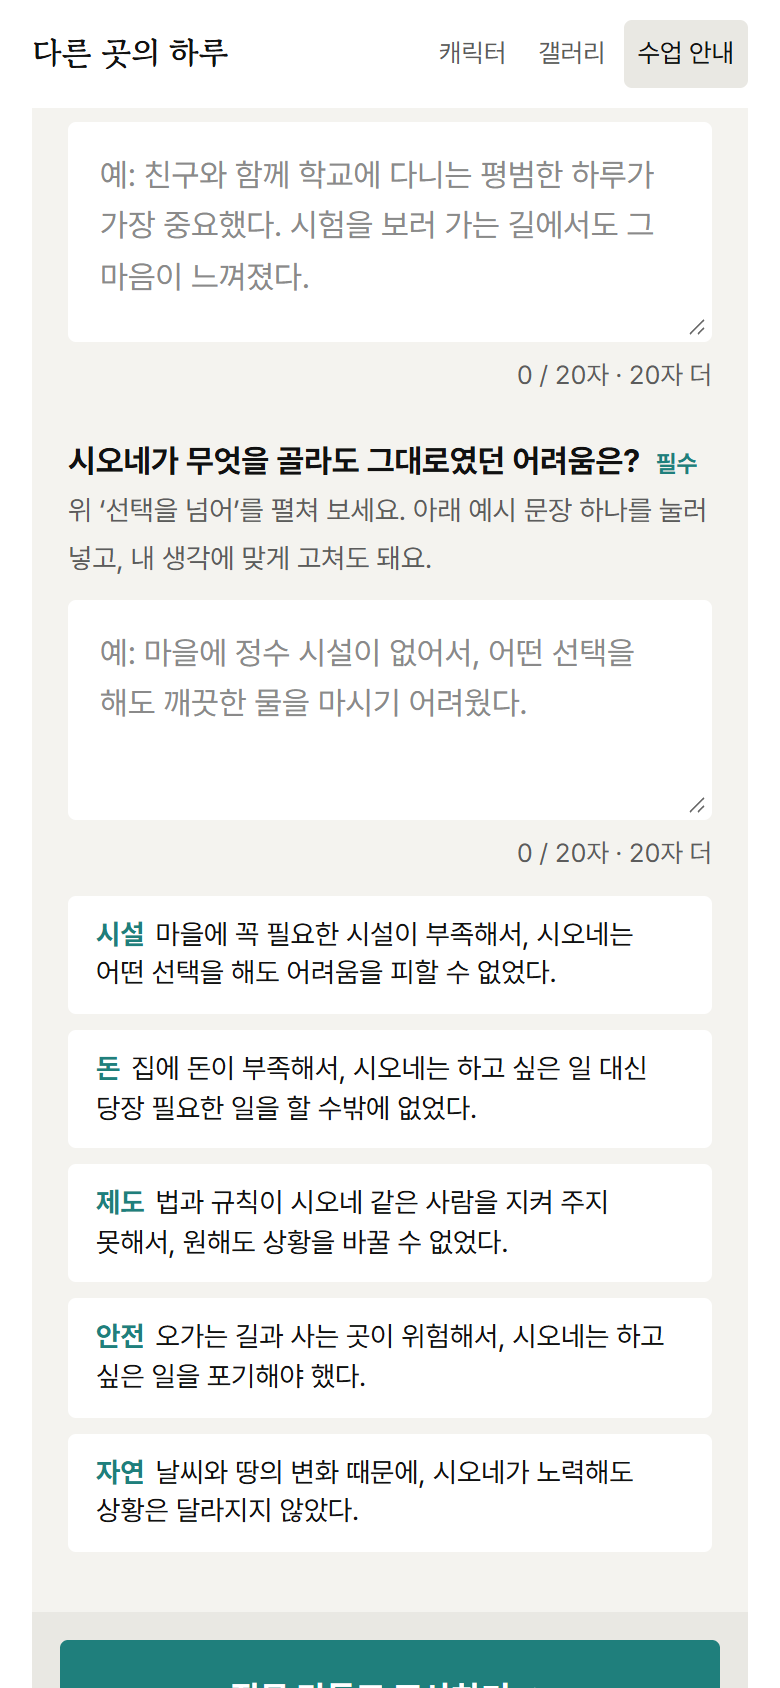 다른 곳의 하루
캐릭터
갤러리
수업 안내
예: 친구와 함께 학교에 다니는 평범한 하루가
가장 중요했다. 시험을 보러 가는 길에서도 그
마음이 느껴졌다.
0 / 20자 · 20자 더
시오네가 무엇을 골라도 그대로였던 어려움은? 필수
위 ‘선택을 넘어’를 펼쳐 보세요. 아래 예시 문장 하나를 눌러
넣고, 내 생각에 맞게 고쳐도 돼요.
예: 마을에 정수 시설이 없어서, 어떤 선택을
해도 깨끗한 물을 마시기 어려웠다.
0 / 20자 · 20자 더
시설 마을에 꼭 필요한 시설이 부족해서, 시오네는
어떤 선택을 해도 어려움을 피할 수 없었다.
돈 집에 돈이 부족해서, 시오네는 하고 싶은 일 대신
당장 필요한 일을 할 수밖에 없었다.
제도 법과 규칙이 시오네 같은 사람을 지켜 주지
못해서, 원해도 상황을 바꿀 수 없었다.
안전 오가는 길과 사는 곳이 위험해서, 시오네는 하고
싶은 일을 포기해야 했다.
자연 날씨와 땅의 변화 때문에, 시오네가 노력해도
상황은 달라지지 않았다.